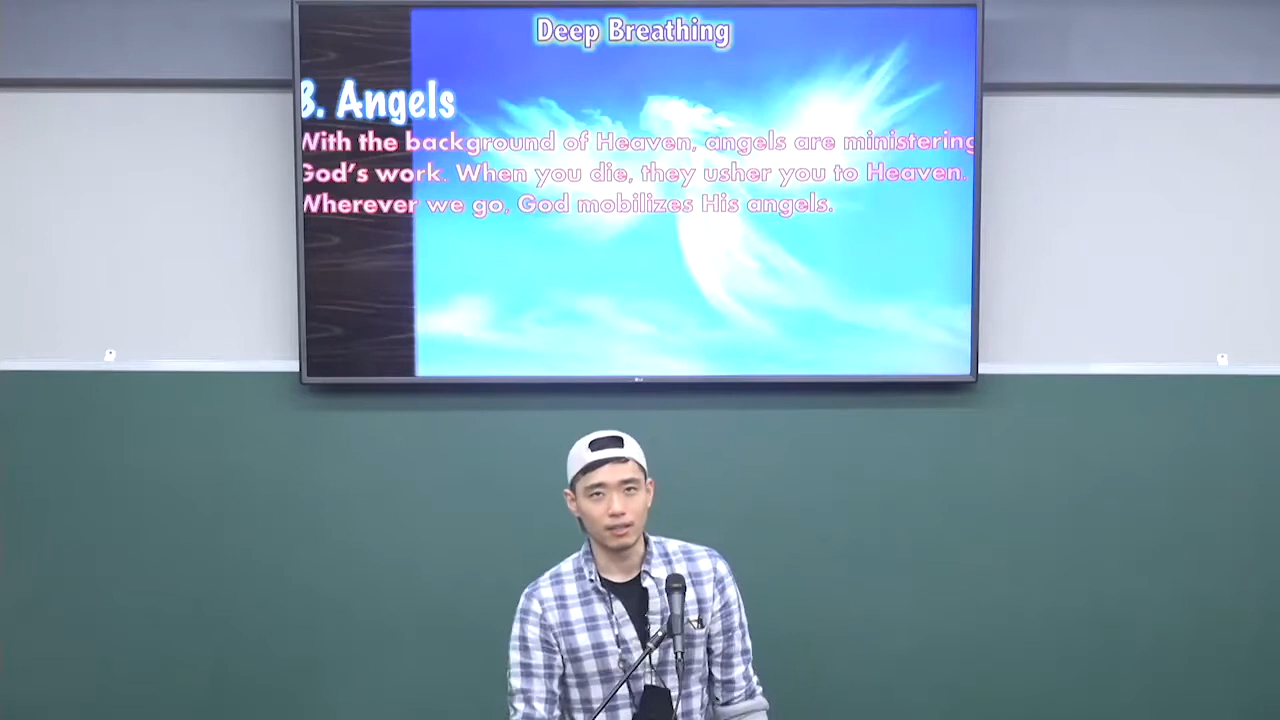 Deep Breathing
3. Angels
With the background of Heaven, angels are ministering
God's work. When you die, they usher you to Heaven.
Wherever we go, God mobilizes His angels.
LG